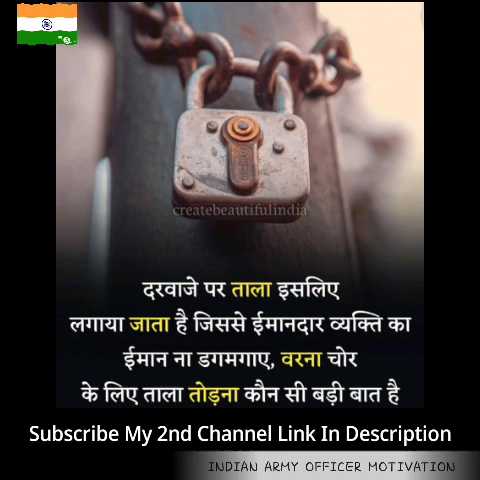 createbeautifulindia
दरवाजे पर ताला इसलिए
लगाया जाता है जिससे ईमानदार व्यक्ति का
ईमान ना डगमगाए, वरना चोर
के लिए ताला तोड़ना कौन सी बड़ी बात है
Subscribe My 2nd Channel Link In Description
INDIAN ARMY OFFICER MOTIVATION